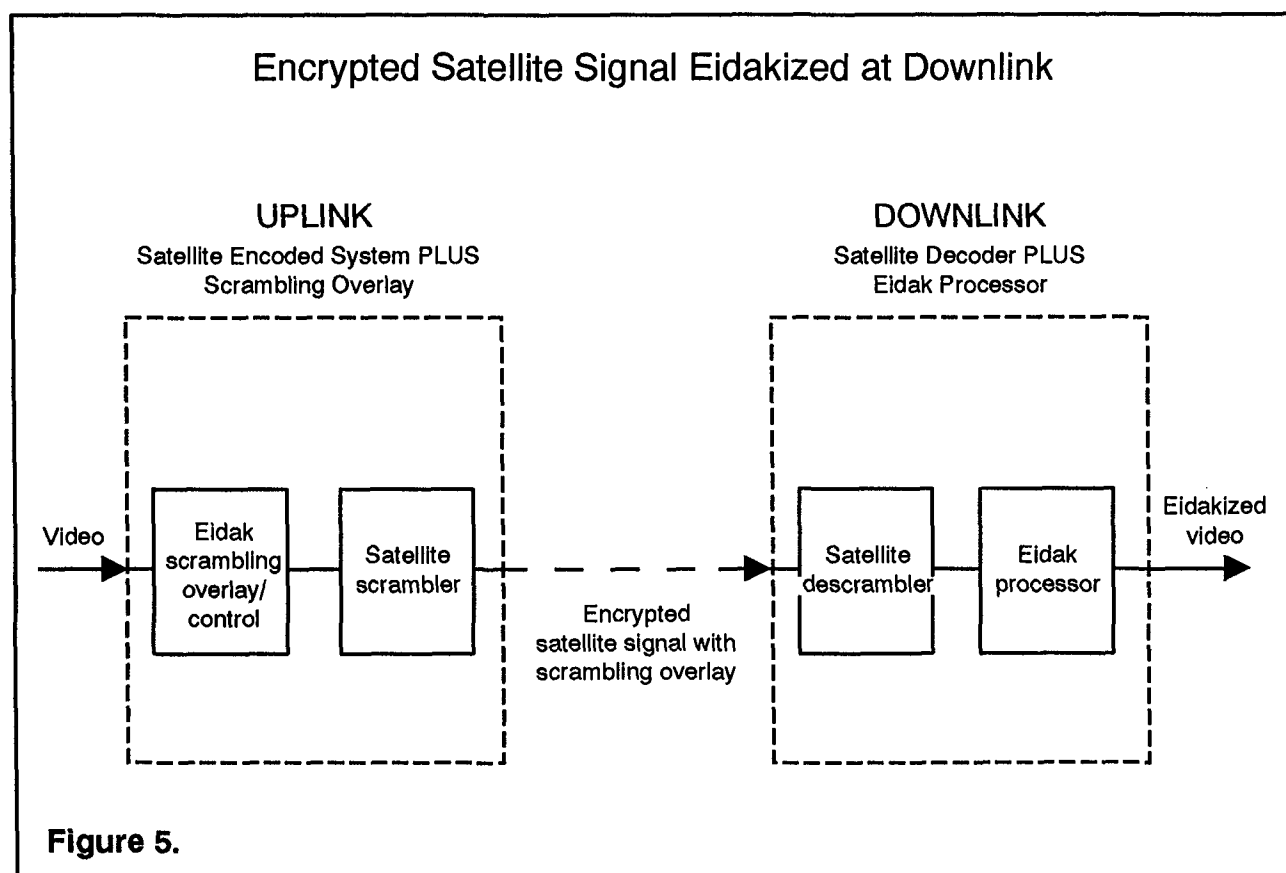 Encrypted Satellite Signal Eidakized at Downlink
UPLINK
Satellite Encoded System PLUS
Scrambling Overlay
DOWNLINK
Satellite Decoder PLUS
Eidak Processor
Video
Eidak
scrambling
overlay/
control
Satellite
scrambler
Encrypted
satellite signal with
scrambling overlay
Satellite
descrambler
Eidak
processor
Eidakized
video
Figure 5.